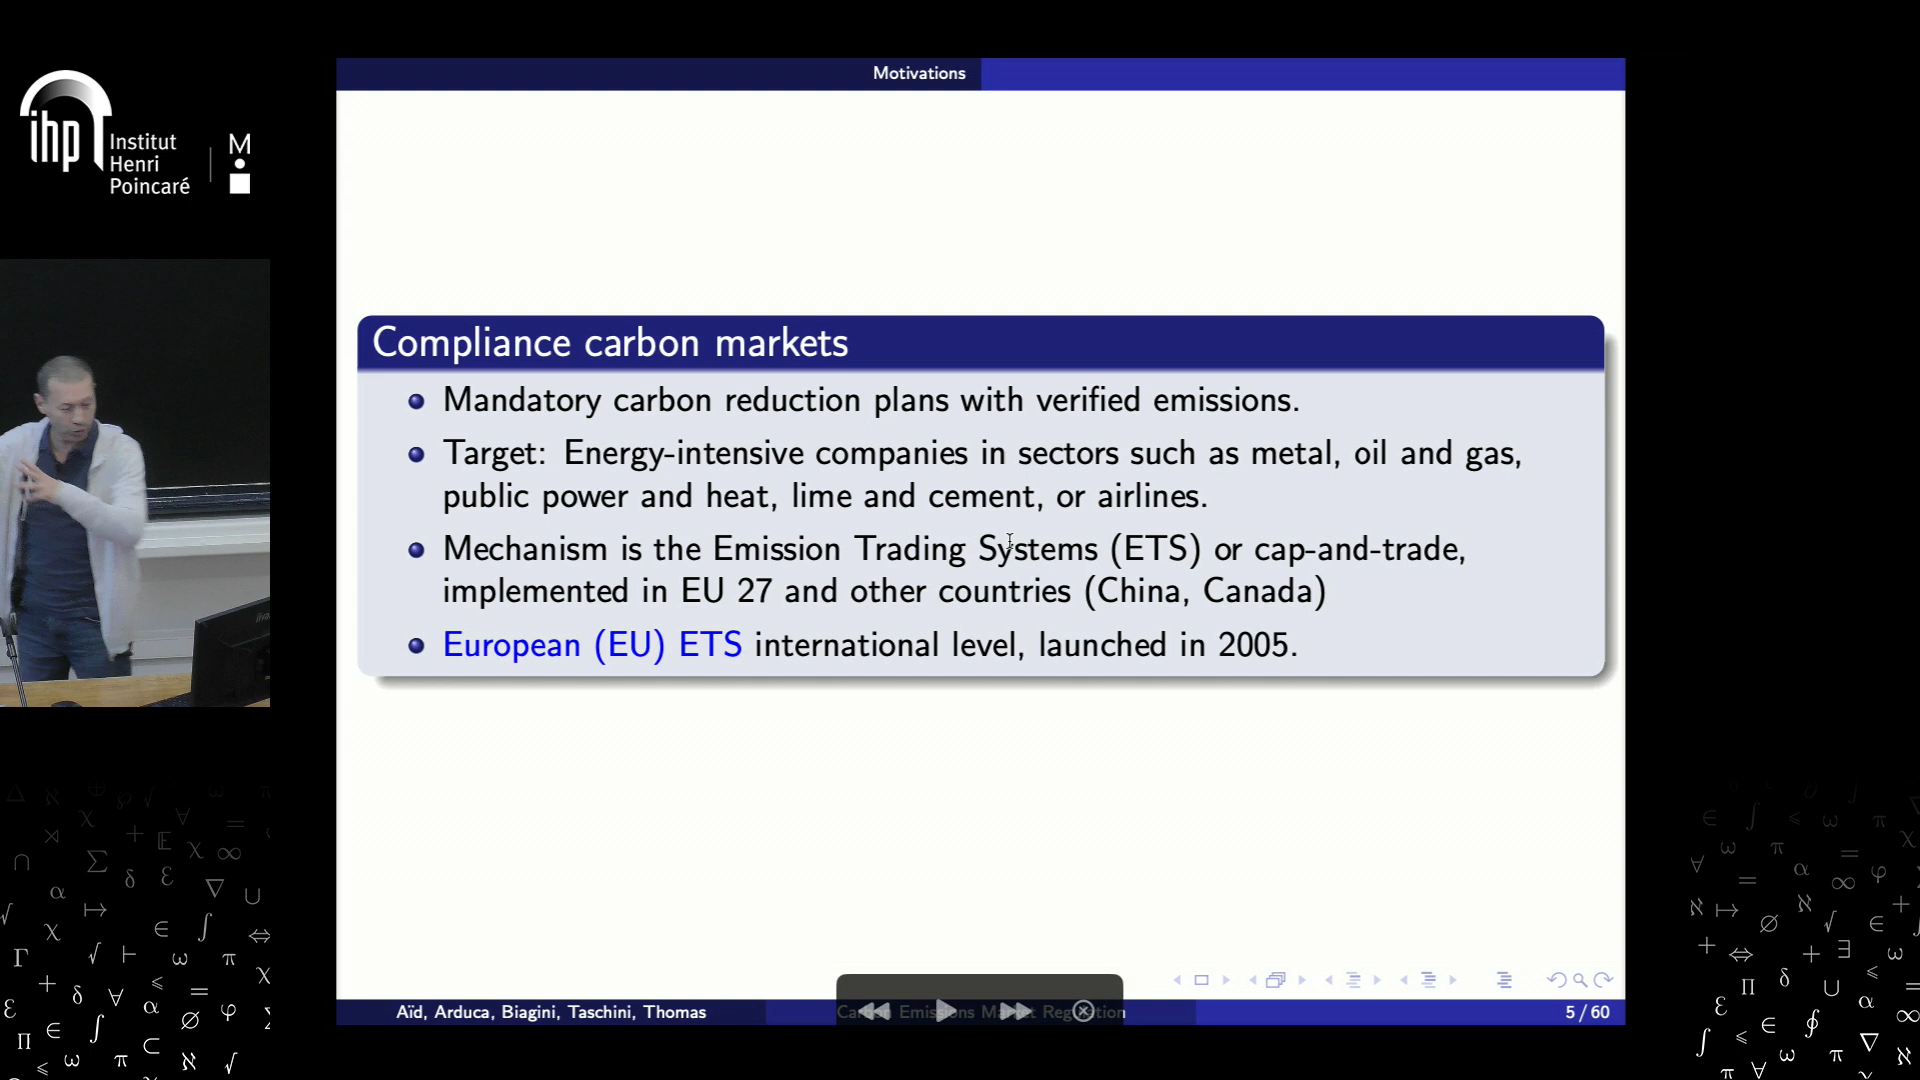 ihp
Institut
Henri
Poincaré
M
Motivations
Compliance carbon markets
Mandatory carbon reduction plans with verified emissions.
Target: Energy-intensive companies in sectors such as metal, oil and gas,
public power and heat, lime and cement, or airlines.
Mechanism is the Emission Trading Systems (ETS) or cap-and-trade,
implemented in EU 27 and other countries (China, Canada)
European (EU) ETS international level, launched in 2005.
Aïd, Arduca, Biagini, Taschini, Thomas
Carbon Emissions Market Regulation
5 / 60